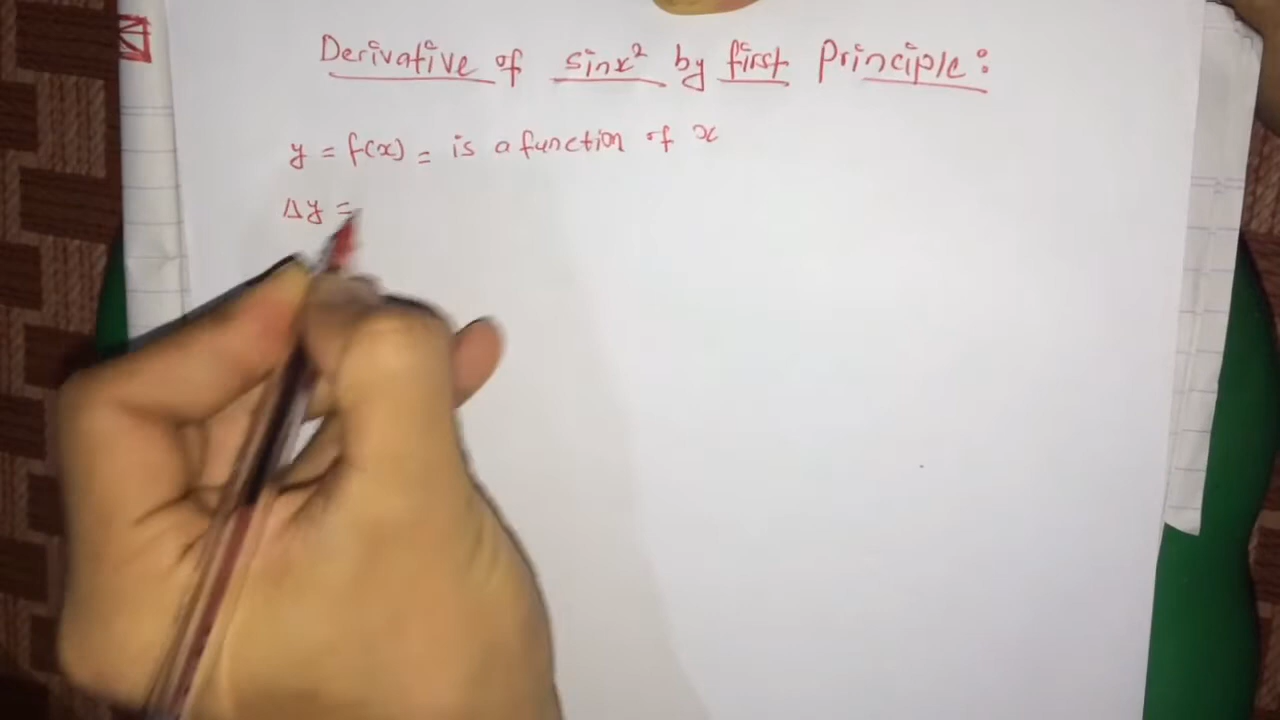 Derivative of sinx² by first Principle:
y = f(x) = is a function of x
Δy =